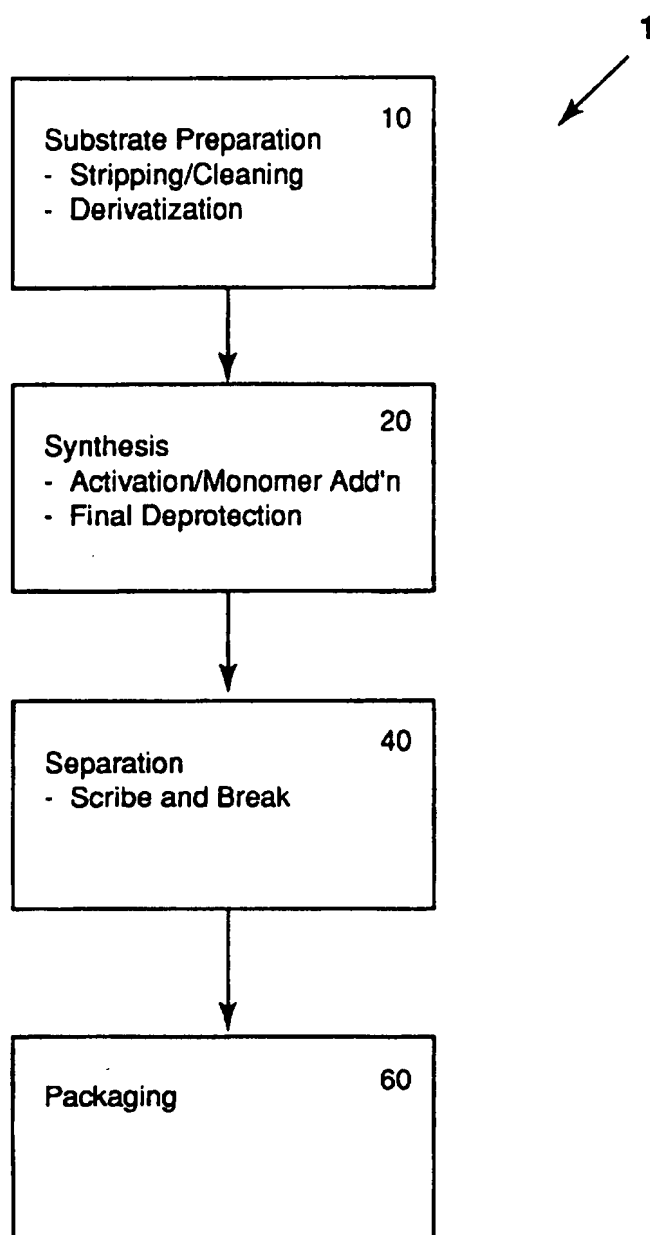 1
10
Substrate Preparation
- Stripping/Cleaning
- Derivatization
20
Synthesis
- Activation/Monomer Add'n
- Final Deprotection
40
Separation
- Scribe and Break
60
Packaging